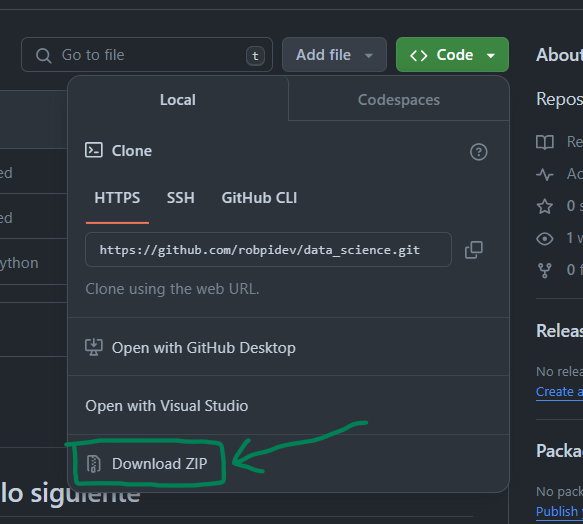 Go to file
t
Add file
Code
About
Local
Codespaces
Clone
HTTPS
SSH
GitHub CLI
https://github.com/robpidev/data_science.git
Clone using the web URL.
Open with GitHub Desktop
Open with Visual Studio
Download ZIP
ed
ed
ython
lo siguiente
Repos
Re
Ac
0 s
1 w
0 f
Releas
No relea
Create a
Packa
No pack
Publish